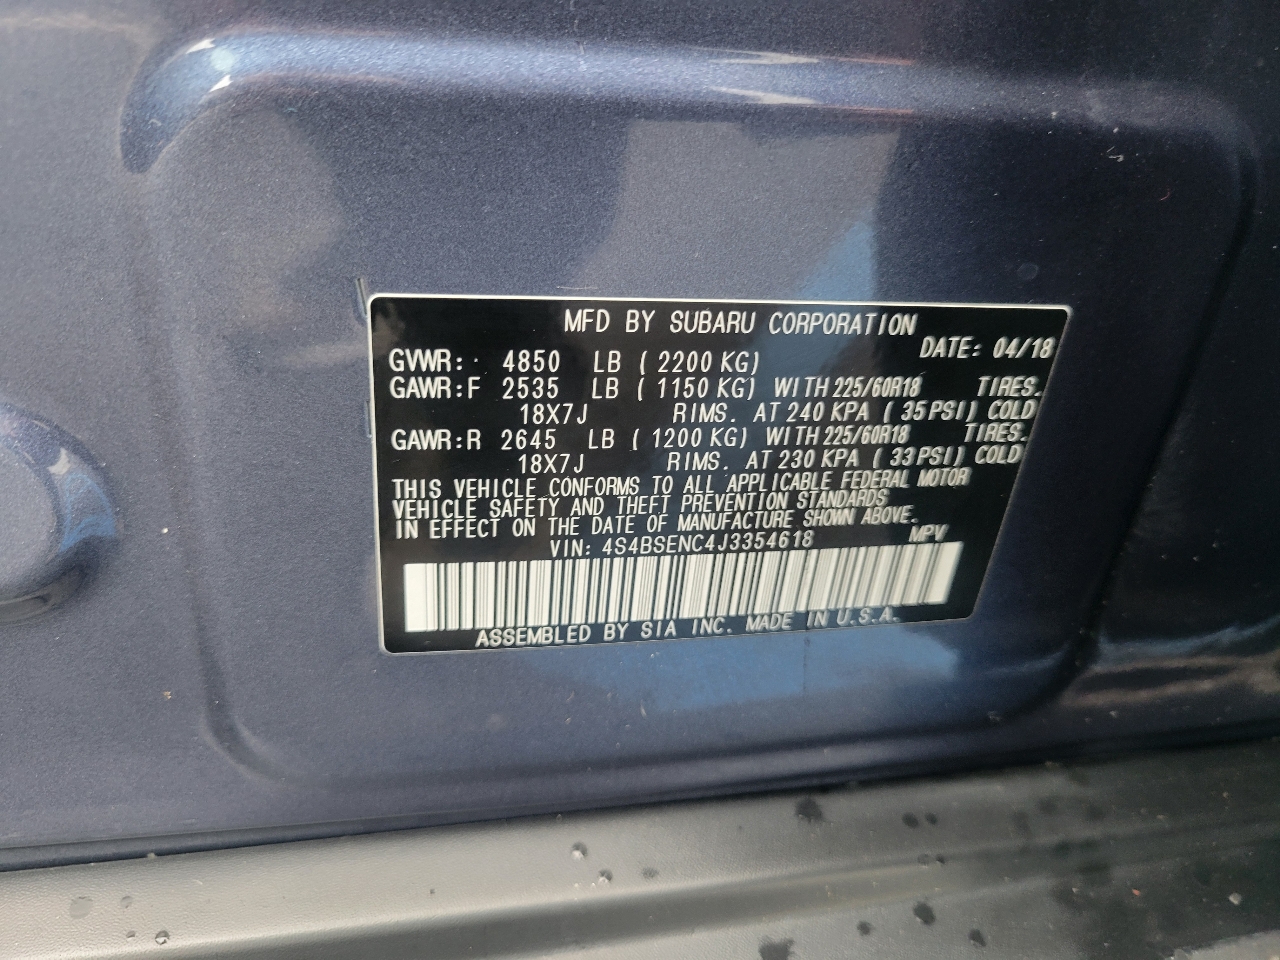 MFD BY SUBARU CORPORATION
DATE: 04/18
GVWR: 4850 LB ( 2200 KG)
GAWR:F 2535 LB ( 1150 KG) WITH 225/60R18 TIRES.
18X7J RIMS. AT 240 KPA ( 35 PSI) COLD
GAWR:R 2645 LB ( 1200 KG) WITH 225/60R18 TIRES.
18X7J RIMS. AT 230 KPA ( 33 PSI) COLD
THIS VEHICLE CONFORMS TO ALL APPLICABLE FEDERAL MOTOR
VEHICLE SAFETY AND THEFT PREVENTION STANDARDS
IN EFFECT ON THE DATE OF MANUFACTURE SHOWN ABOVE.
VIN: 4S4BSENC4J3354618 MPV
ASSEMBLED BY SIA INC. MADE IN U.S.A.